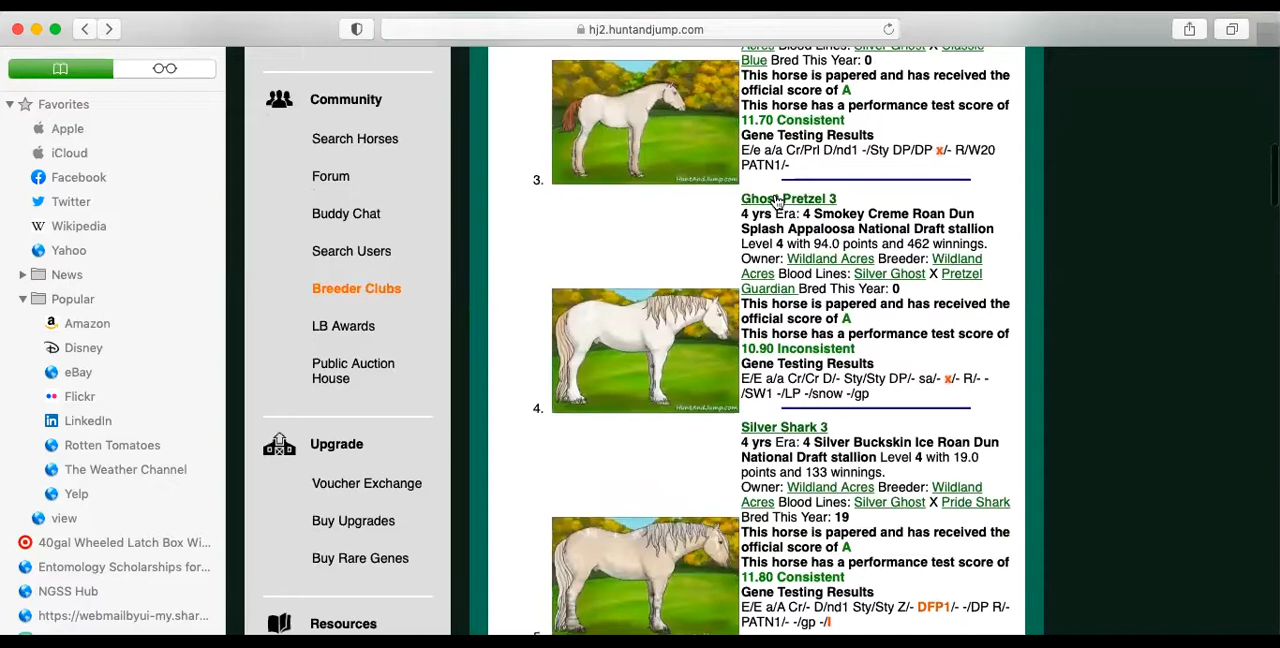 hj2.huntandjump.com
Favorites
Apple
iCloud
Facebook
Twitter
Wikipedia
Yahoo
News
Popular
Amazon
Disney
eBay
Flickr
LinkedIn
Rotten Tomatoes
The Weather Channel
Yelp
view
40gal Wheeled Latch Box Wi...
Entomology Scholarships for...
NGSS Hub
https://webmailbyui-my.shar...
Community
Search Horses
Forum
Buddy Chat
Search Users
Breeder Clubs
LB Awards
Public Auction
House
Upgrade
Voucher Exchange
Buy Upgrades
Buy Rare Genes
Resources
Acres Blood Lines: Silver Ghost X Classic
Blue Bred This Year: 0
This horse is papered and has received the
official score of A
This horse has a performance test score of
11.70 Consistent
Gene Testing Results
E/e a/a Cr/Prl D/nd1 -/Sty DP/DP x/- R/W20
PATN1/-
HuntAndJump.com
3.
Ghost Pretzel 3
4 yrs Era: 4 Smokey Creme Roan Dun
Splash Appaloosa National Draft stallion
Level 4 with 94.0 points and 462 winnings.
Owner: Wildland Acres Breeder: Wildland
Acres Blood Lines: Silver Ghost X Pretzel
Guardian Bred This Year: 0
This horse is papered and has received the
official score of A
This horse has a performance test score of
10.90 Inconsistent
Gene Testing Results
E/E a/a Cr/Cr D/- Sty/Sty DP/- sa/- x/- R/- -
/SW1 -/LP -/snow -/gp
HuntAndJump.com
4.
Silver Shark 3
4 yrs Era: 4 Silver Buckskin Ice Roan Dun
National Draft stallion Level 4 with 19.0
points and 133 winnings.
Owner: Wildland Acres Breeder: Wildland
Acres Blood Lines: Silver Ghost X Pride Shark
Bred This Year: 19
This horse is papered and has received the
official score of A
This horse has a performance test score of
11.80 Consistent
Gene Testing Results
E/E a/A Cr/- D/nd1 Sty/Sty Z/- DFP1/- -/DP R/-
PATN1/- -/gp -/I